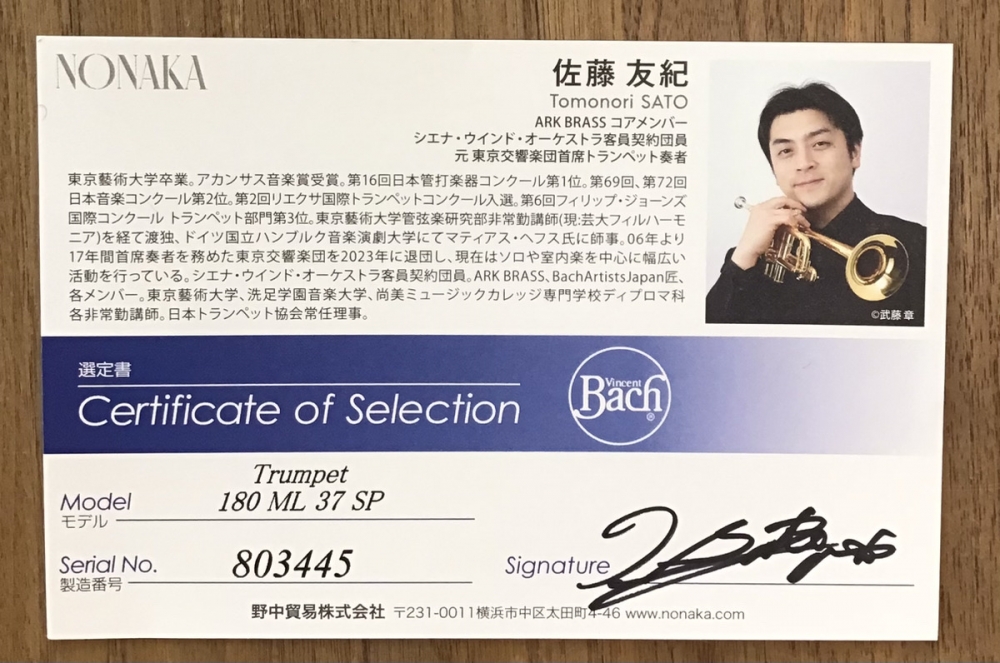 NONAKA
佐藤 友紀
Tomonori SATO
ARK BRASS コアメンバー
シエナ・ウインド・オーケストラ客員契約団員
元 東京交響楽団首席トランペット奏者
東京藝術大学卒業。アカンサス音楽賞受賞。第16回日本管打楽器コンクール第1位。第69回、第72回
日本音楽コンクール第2位。第2回リエクサ国際トランペットコンクール入選。第6回フィリップ・ジョーンズ
国際コンクール トランペット部門第3位。東京藝術大学管弦楽研究部非常勤講師(現:芸大フィルハーモ
ニア)を経て渡独、ドイツ国立ハンブルク音楽演劇大学にてマティアス・ヘフス氏に師事。06年より
17年間首席奏者を務めた東京交響楽団を2023年に退団し、現在はソロや室内楽を中心に幅広い
活動を行っている。シエナ・ウインド・オーケストラ客員契約団員。ARK BRASS、BachArtistsJapan匠、
各メンバー。東京藝術大学、洗足学園音楽大学、尚美ミュージックカレッジ専門学校ディプロマ科
各非常勤講師。日本トランペット協会常任理事。
©武藤 章
選定書
Certificate of Selection
Vincent
Bach
®
Trumpet
Model 180 ML 37 SP
モデル
Serial No. 803445
製造番号
Signature
野中貿易株式会社 〒231-0011横浜市中区太田町4-46 www.nonaka.com